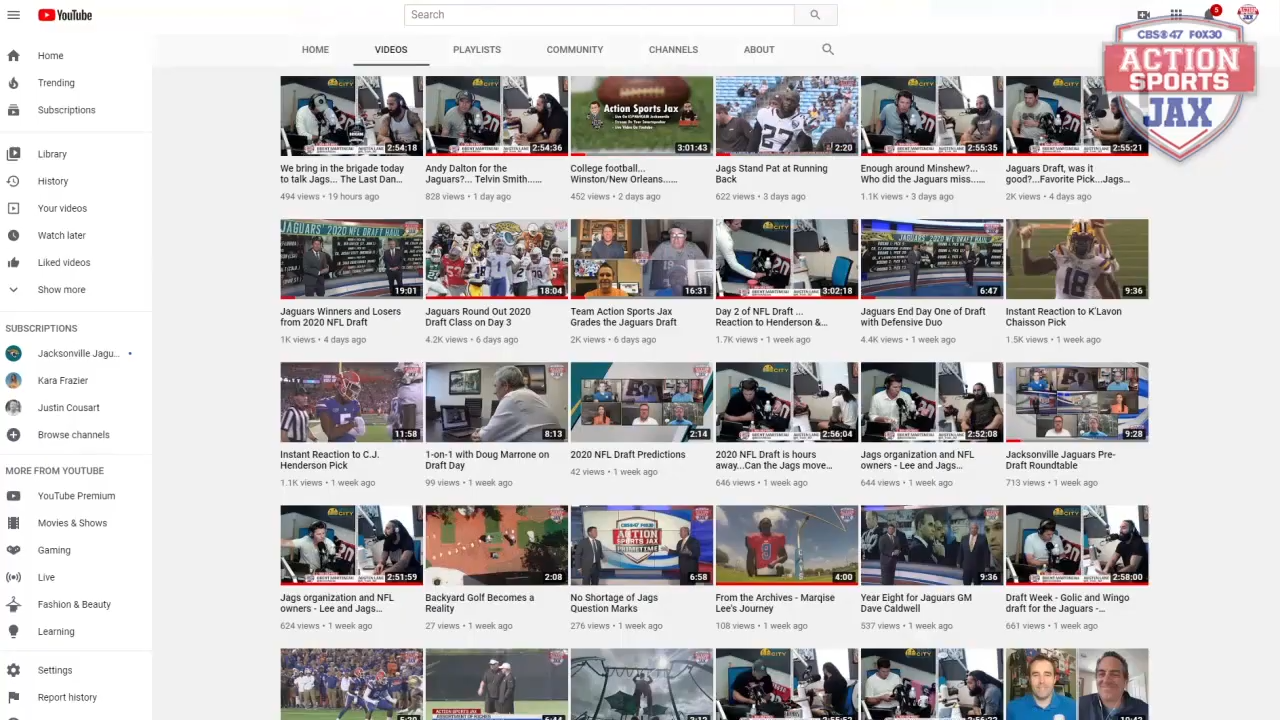 YouTube
Search
5
CBS 47 FOX30
ACTION
SPORTS
JAX
HOME
VIDEOS
PLAYLISTS
COMMUNITY
CHANNELS
ABOUT
Home
Trending
Subscriptions
Library
History
Your videos
Watch later
Liked videos
Show more
SUBSCRIPTIONS
Jacksonville Jagu...
Kara Frazier
Justin Cousart
Browse channels
MORE FROM YOUTUBE
YouTube Premium
Movies & Shows
Gaming
Live
Fashion & Beauty
Learning
Settings
Report history
2:54:18
We bring in the brigade today
to talk Jags... The Last Dan...
494 views • 19 hours ago
2:54:36
Andy Dalton for the
Jaguars?... Telvin Smith......
828 views • 1 day ago
Action Sports Jax
3:01:43
College football...
Winston/New Orleans......
452 views • 2 days ago
2:20
Jags Stand Pat at Running
Back
622 views • 3 days ago
2:55:35
Enough around Minshew?...
Who did the Jaguars miss......
1.1K views • 3 days ago
2:55:21
Jaguars Draft, was it
good?...Favorite Pick...Jags...
2K views • 4 days ago
JAGUARS' 2020 NFL DRAFT HAUL
19:01
Jaguars Winners and Losers
from 2020 NFL Draft
1K views • 4 days ago
18:04
Jaguars Round Out 2020
Draft Class on Day 3
4.2K views • 6 days ago
16:31
Team Action Sports Jax
Grades the Jaguars Draft
2K views • 6 days ago
3:02:18
Day 2 of NFL Draft ...
Reaction to Henderson &...
1.7K views • 1 week ago
JAGUARS' 2020 NFL DRAFT HAUL
6:47
Jaguars End Day One of Draft
with Defensive Duo
4.4K views • 1 week ago
18
9:36
Instant Reaction to K'Lavon
Chaisson Pick
1.5K views • 1 week ago
11:58
Instant Reaction to C.J.
Henderson Pick
1.1K views • 1 week ago
8:13
1-on-1 with Doug Marrone on
Draft Day
99 views • 1 week ago
2:14
2020 NFL Draft Predictions
42 views • 1 week ago
2:56:04
2020 NFL Draft is hours
away...Can the Jags move...
646 views • 1 week ago
2:52:08
Jags organization and NFL
owners - Lee and Jags...
644 views • 1 week ago
9:28
Jacksonville Jaguars Pre-
Draft Roundtable
713 views • 1 week ago
2:51:59
Jags organization and NFL
owners - Lee and Jags...
624 views • 1 week ago
2:08
Backyard Golf Becomes a
Reality
27 views • 1 week ago
CBS47 FOX30
ACTION
SPORTS JAX
PRIMETIME
6:58
No Shortage of Jags
Question Marks
276 views • 1 week ago
4:00
From the Archives - Marqise
Lee's Journey
108 views • 1 week ago
9:36
Year Eight for Jaguars GM
Dave Caldwell
537 views • 1 week ago
2:58:00
Draft Week - Golic and Wingo
draft for the Jaguars -...
661 views • 1 week ago
ACTION SPORTS JAX